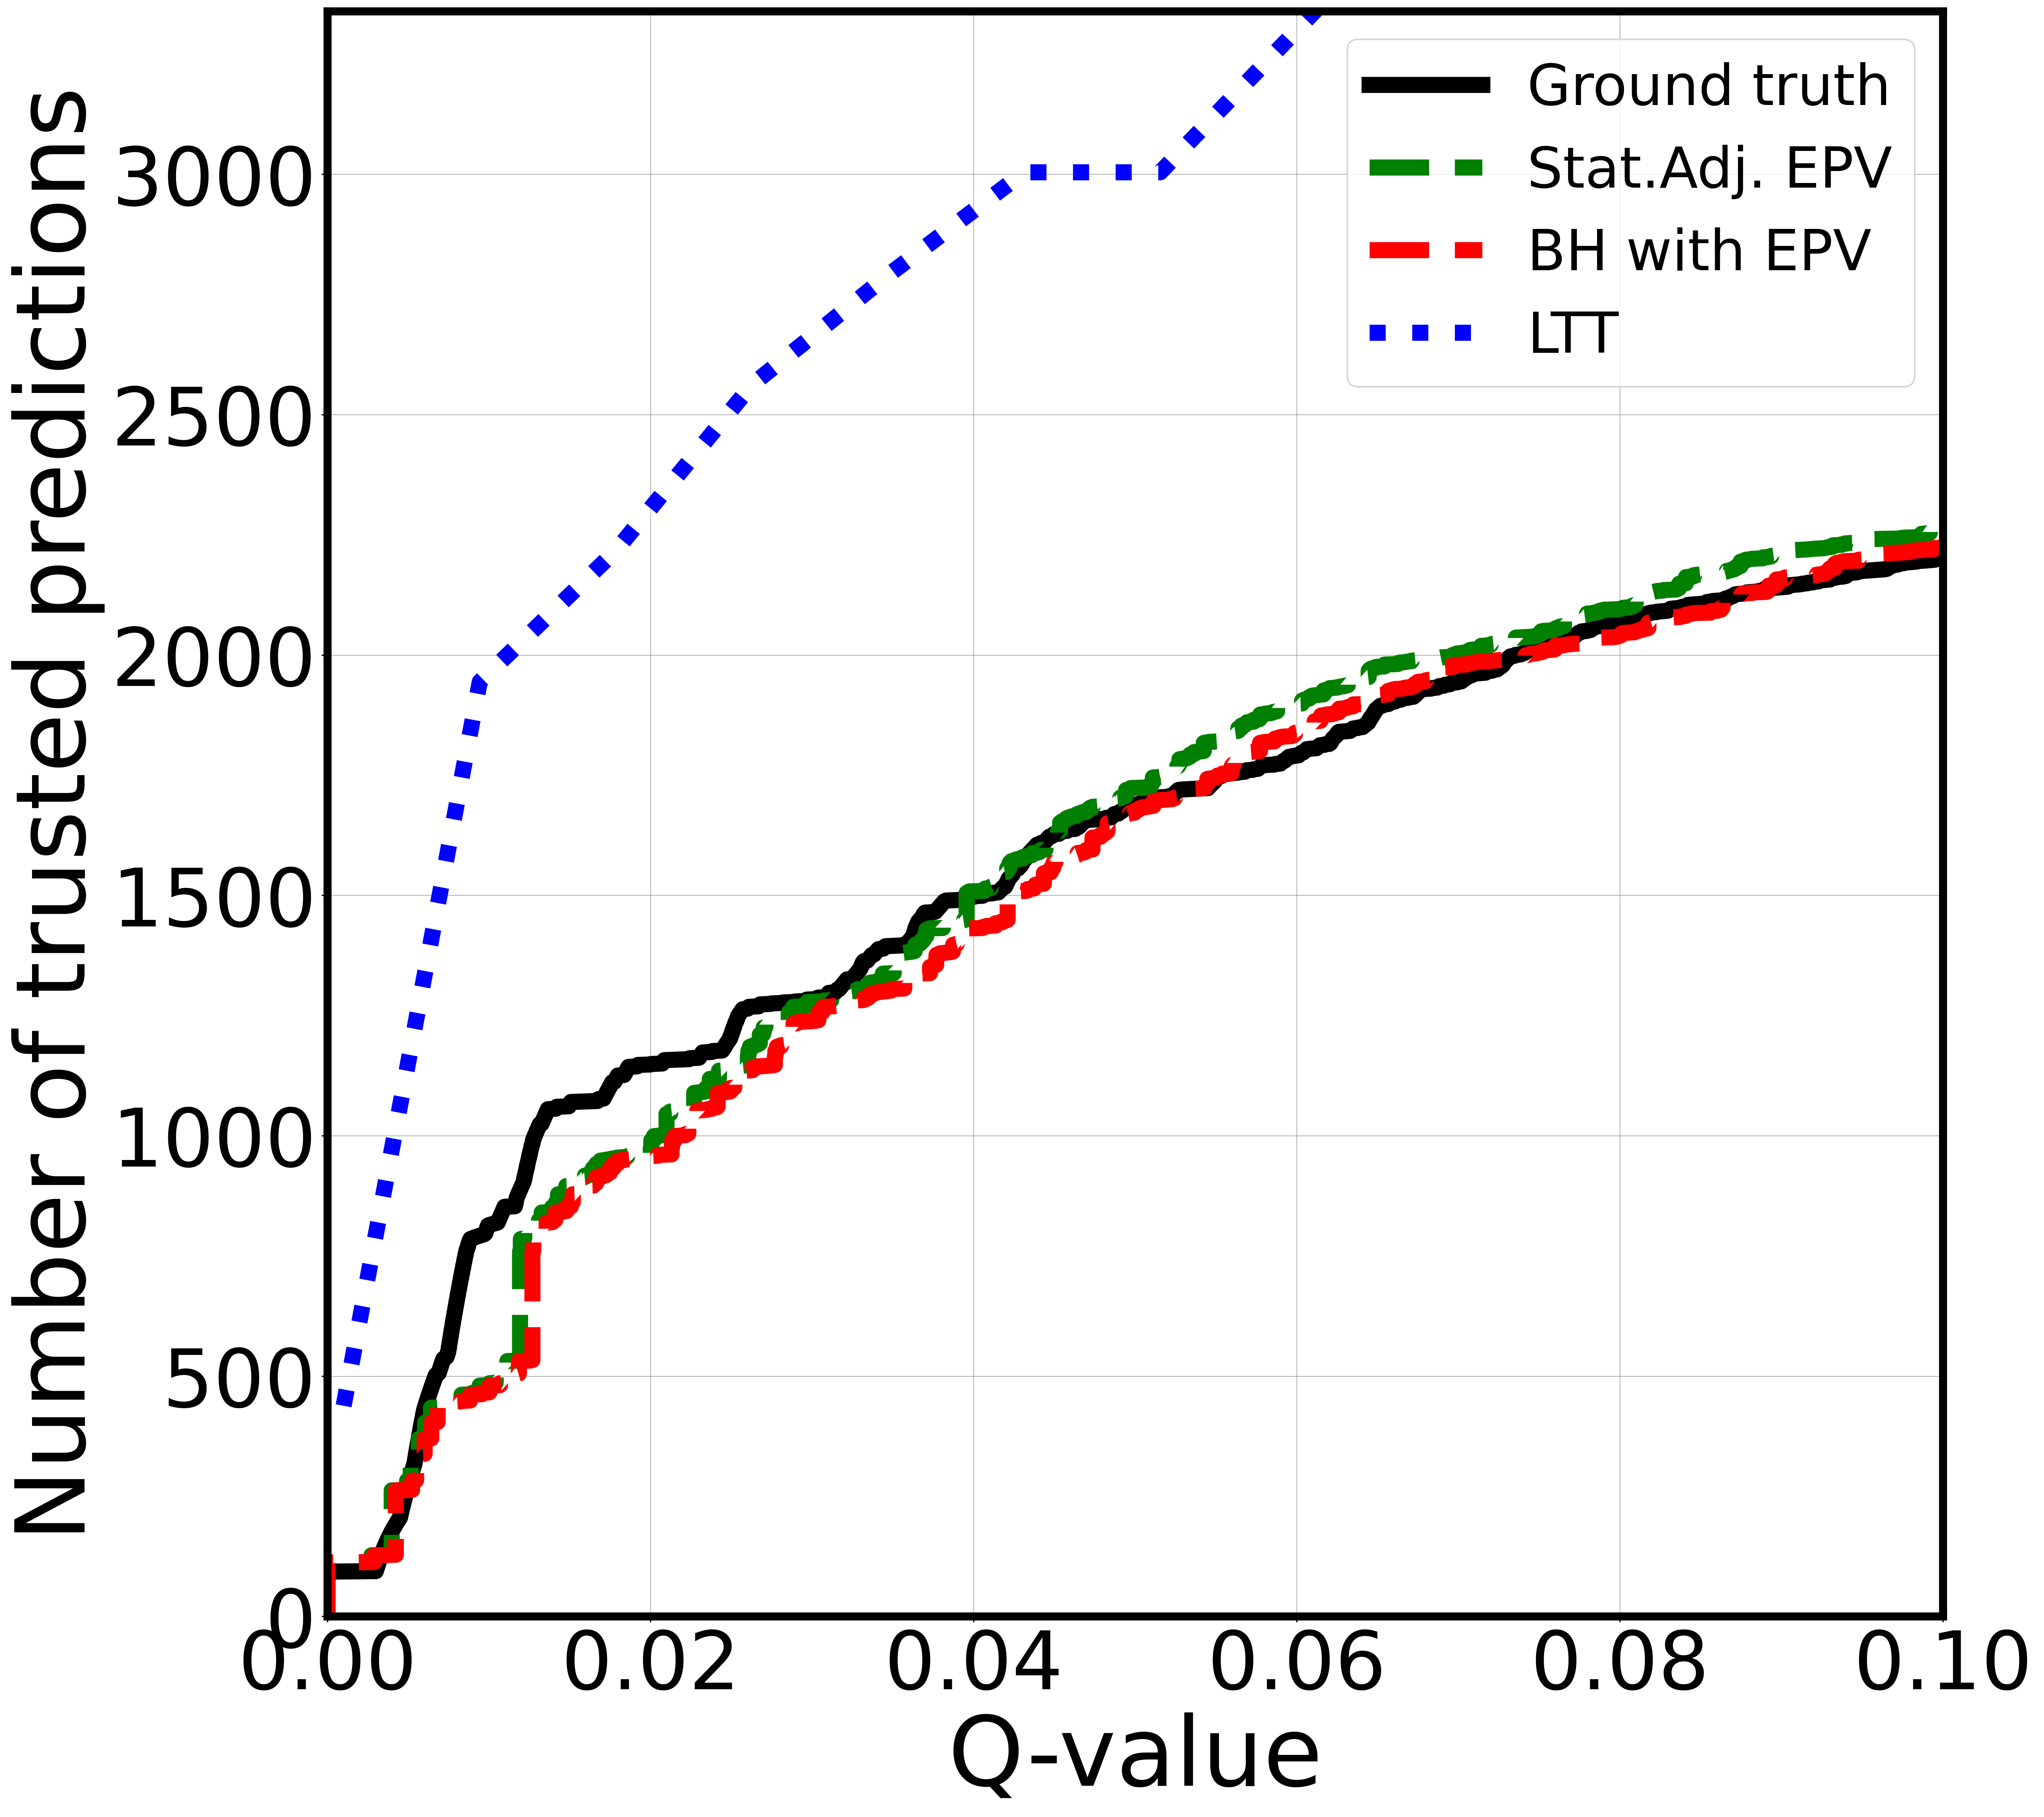 Number of trusted predictions
3000
2500
2000
1500
1000
500
0
0.00
0.02
0.04
0.06
0.08
0.10
Q-value
Ground truth
Stat.Adj. EPV
BH with EPV
LTT